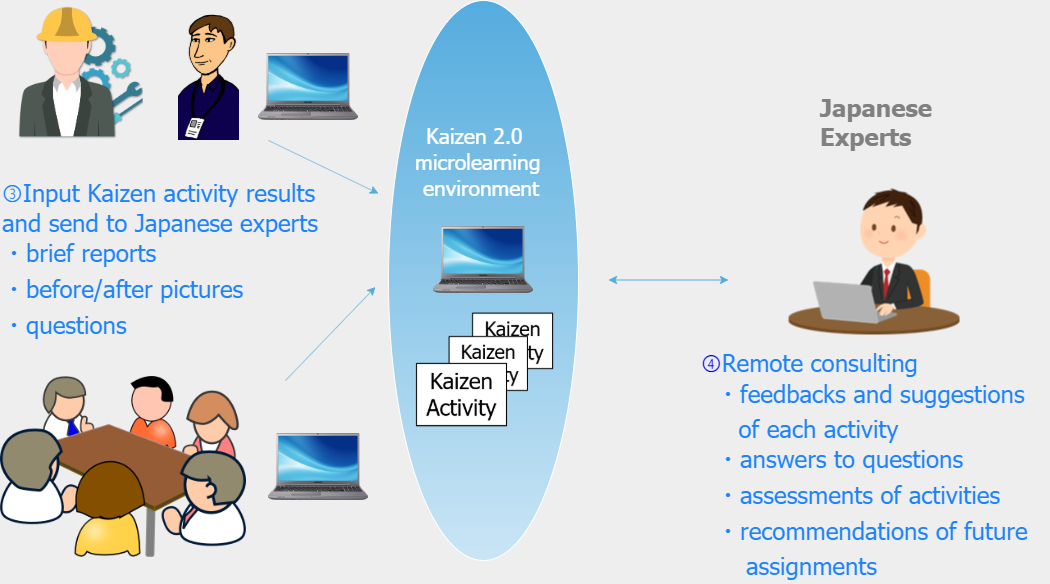 Kaizen 2.0
microlearning
environment
Japanese
Experts
③Input Kaizen activity results
and send to Japanese experts
・brief reports
・before/after pictures
・questions
Kaizen
ty
Kaizen
y
Kaizen
Activity
④Remote consulting
・feedbacks and suggestions
of each activity
・answers to questions
・assessments of activities
・recommendations of future
assignments